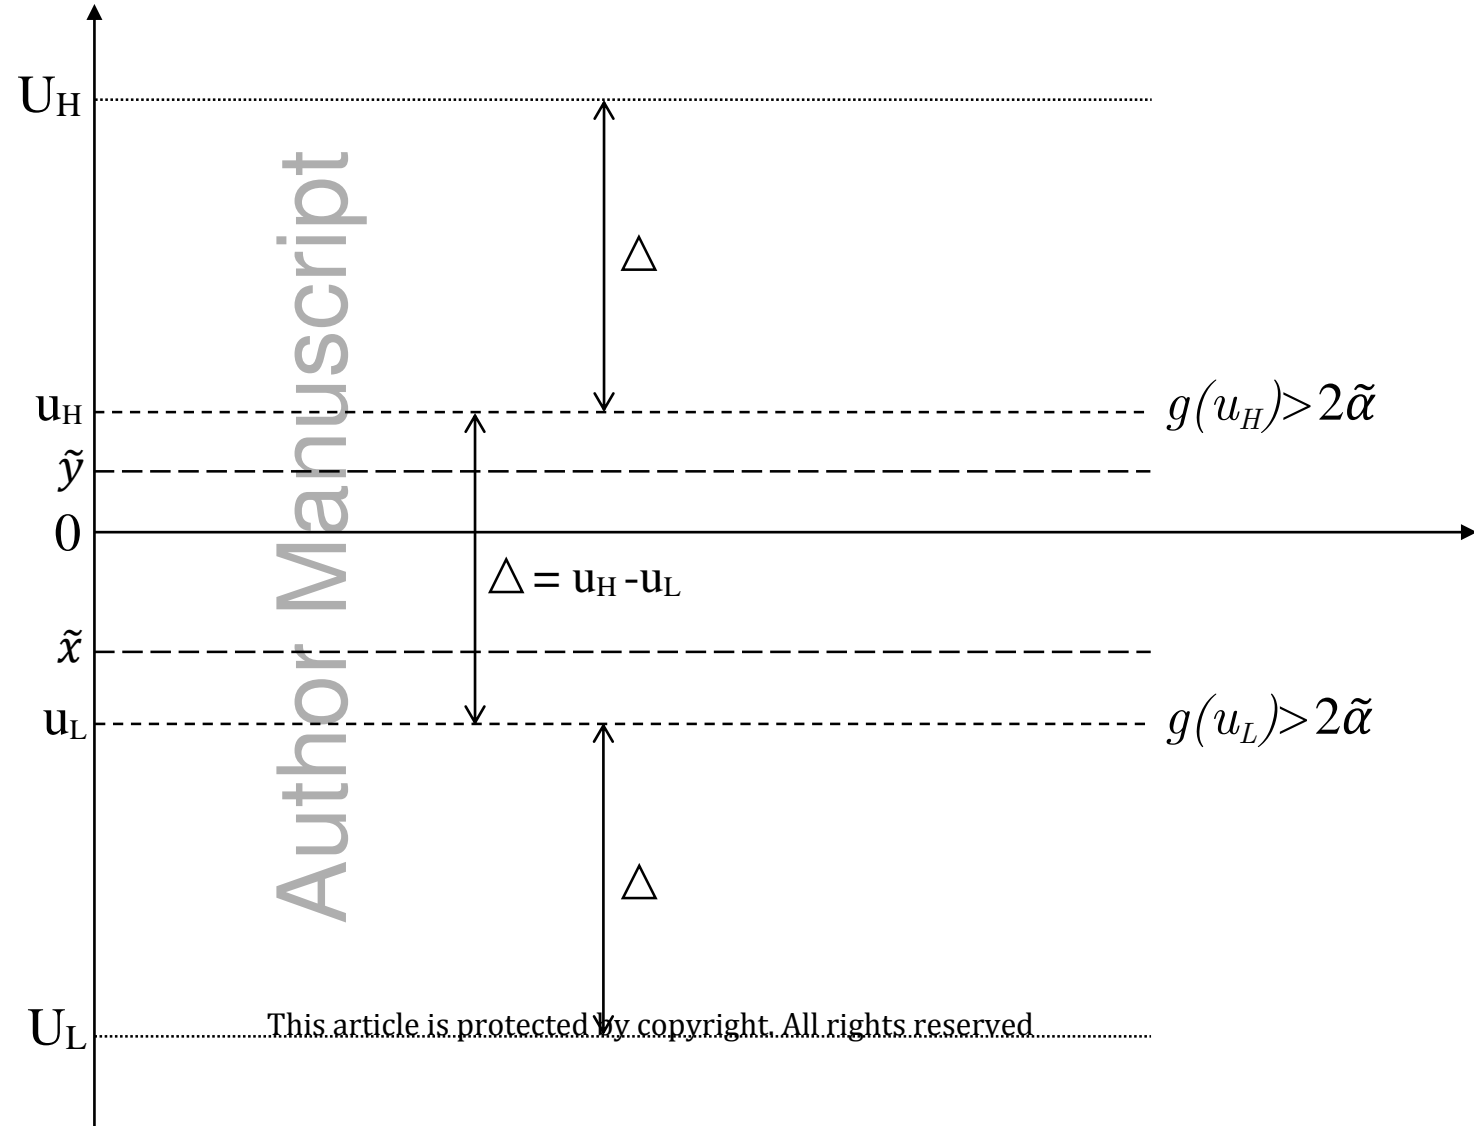 U_H
△
u_H
g(u_H)>2α̃
ỹ
0
△ = u_H -u_L
x̃
u_L
g(u_L)>2α̃
△
U_L
Author Manuscript
This article is protected by copyright. All rights reserved